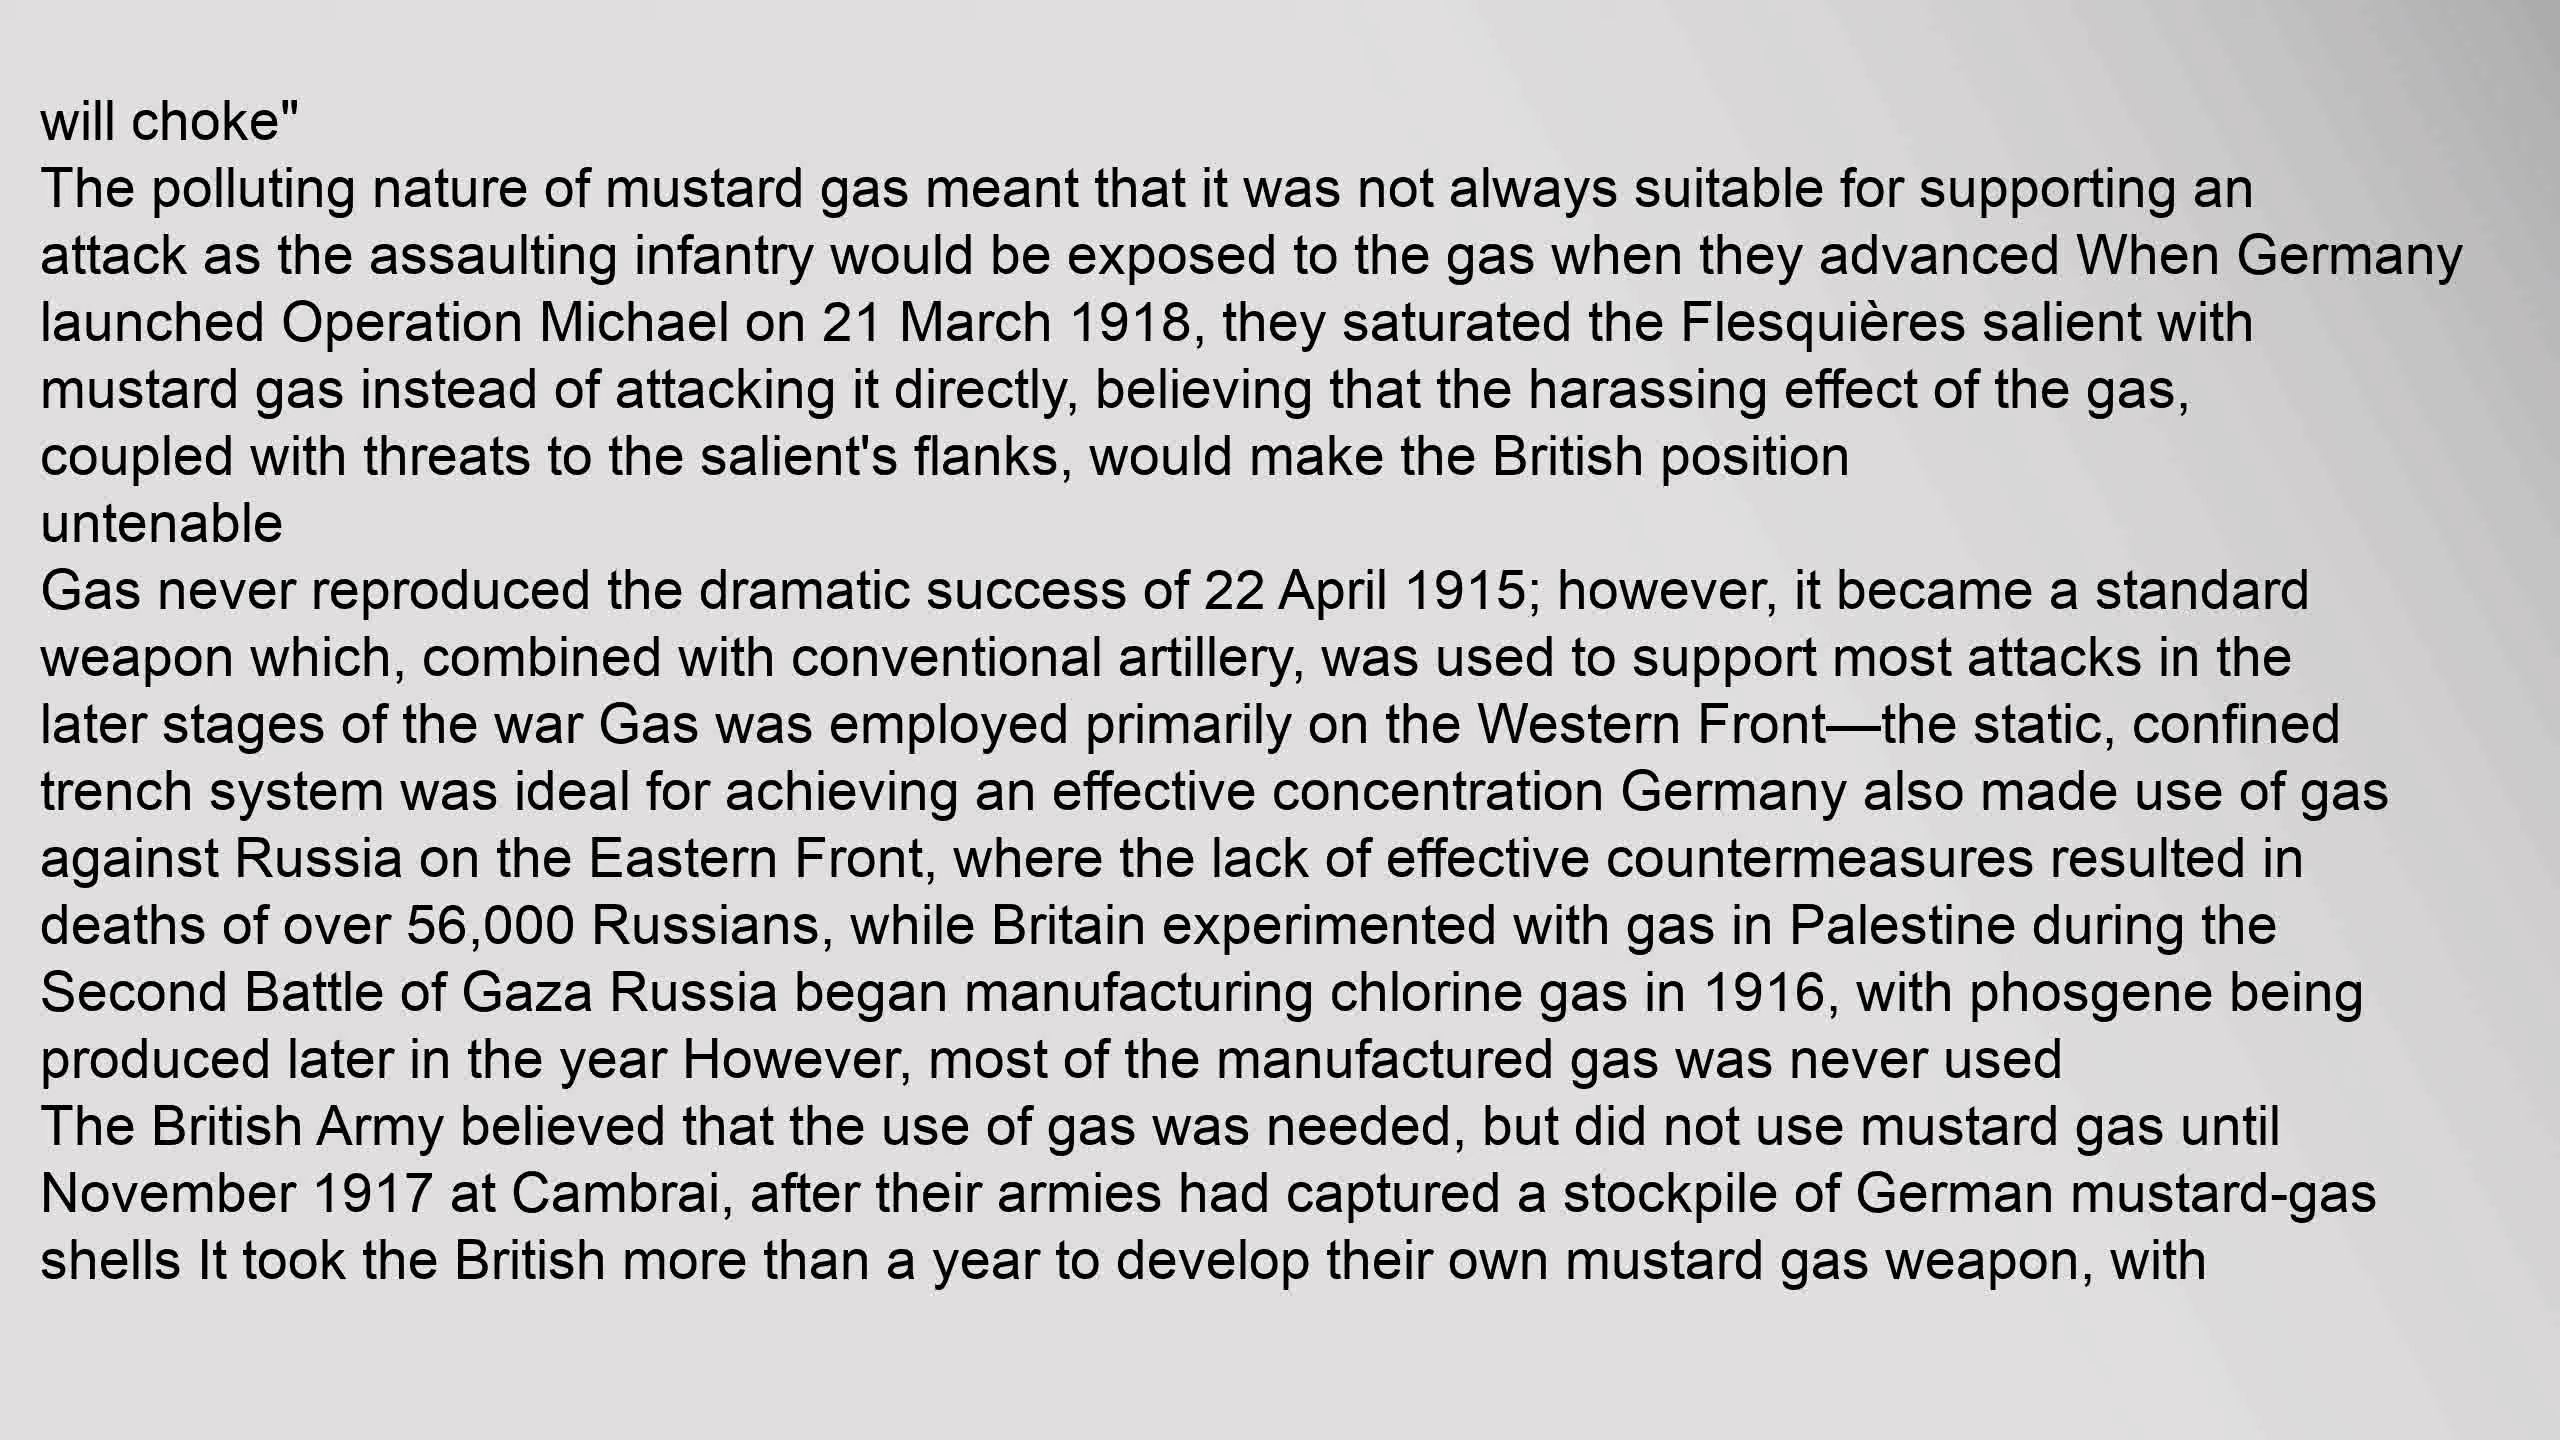 will choke"
The polluting nature of mustard gas meant that it was not always suitable for supporting an
attack as the assaulting infantry would be exposed to the gas when they advanced When Germany
launched Operation Michael on 21 March 1918, they saturated the Flesquières salient with
mustard gas instead of attacking it directly, believing that the harassing effect of the gas,
coupled with threats to the salient's flanks, would make the British position
untenable
Gas never reproduced the dramatic success of 22 April 1915; however, it became a standard
weapon which, combined with conventional artillery, was used to support most attacks in the
later stages of the war Gas was employed primarily on the Western Front—the static, confined
trench system was ideal for achieving an effective concentration Germany also made use of gas
against Russia on the Eastern Front, where the lack of effective countermeasures resulted in
deaths of over 56,000 Russians, while Britain experimented with gas in Palestine during the
Second Battle of Gaza Russia began manufacturing chlorine gas in 1916, with phosgene being
produced later in the year However, most of the manufactured gas was never used
The British Army believed that the use of gas was needed, but did not use mustard gas until
November 1917 at Cambrai, after their armies had captured a stockpile of German mustard-gas
shells It took the British more than a year to develop their own mustard gas weapon, with